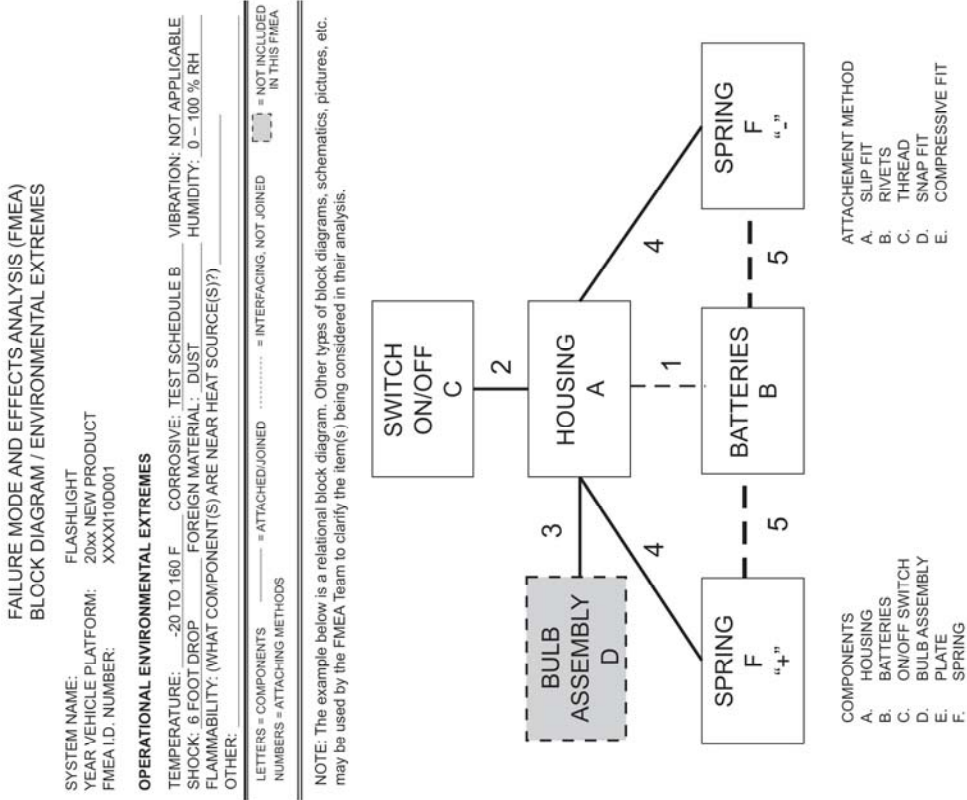 FAILURE MODE AND EFFECTS ANALYSIS (FMEA)
BLOCK DIAGRAM / ENVIRONMENTAL EXTREMES
SYSTEM NAME: FLASHLIGHT
YEAR VEHICLE PLATFORM: 20xx NEW PRODUCT
FMEA I.D. NUMBER: XXXXI10D001
OPERATIONAL ENVIRONMENTAL EXTREMES
TEMPERATURE: -20 TO 160 F CORROSIVE: TEST SCHEDULE B VIBRATION: NOT APPLICABLE
SHOCK: 6 FOOT DROP FOREIGN MATERIAL: DUST HUMIDITY: 0 – 100 % RH
FLAMMABILITY: (WHAT COMPONENT(S) ARE NEAR HEAT SOURCE(S)?)
OTHER:
LETTERS = COMPONENTS = ATTACHED/JOINED = INTERFACING, NOT JOINED = NOT INCLUDED
NUMBERS = ATTACHING METHODS IN THIS FMEA
NOTE: The example below is a relational block diagram. Other types of block diagrams, schematics, pictures, etc.
may be used by the FMEA Team to clarify the item(s) being considered in their analysis.
SWITCH
ON/OFF
C
2
BULB
ASSEMBLY
D
3
HOUSING
A
4
1
4
SPRING
F
“+”
5
BATTERIES
B
5
SPRING
F
“-”
COMPONENTS
A. HOUSING
B. BATTERIES
C. ON/OFF SWITCH
D. BULB ASSEMBLY
E. PLATE
F. SPRING
ATTACHEMENT METHOD
A. SLIP FIT
B. RIVETS
C. THREAD
D. SNAP FIT
E. COMPRESSIVE FIT